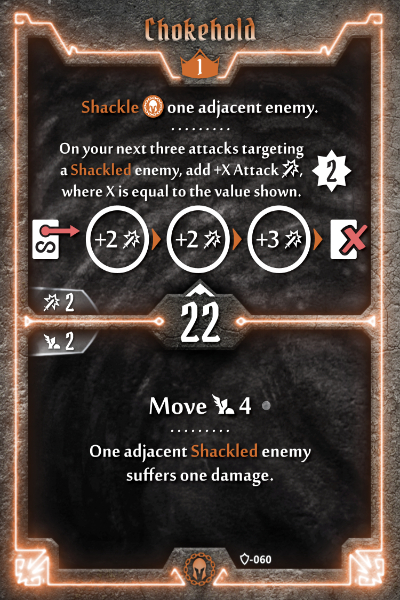 Chokehold
1
Shackle one adjacent enemy.
On your next three attacks targeting
a Shackled enemy, add +X Attack,
where X is equal to the value shown.
2
+2 +2 +3
2
22
2
Move 4
One adjacent Shackled enemy
suffers one damage.
-060